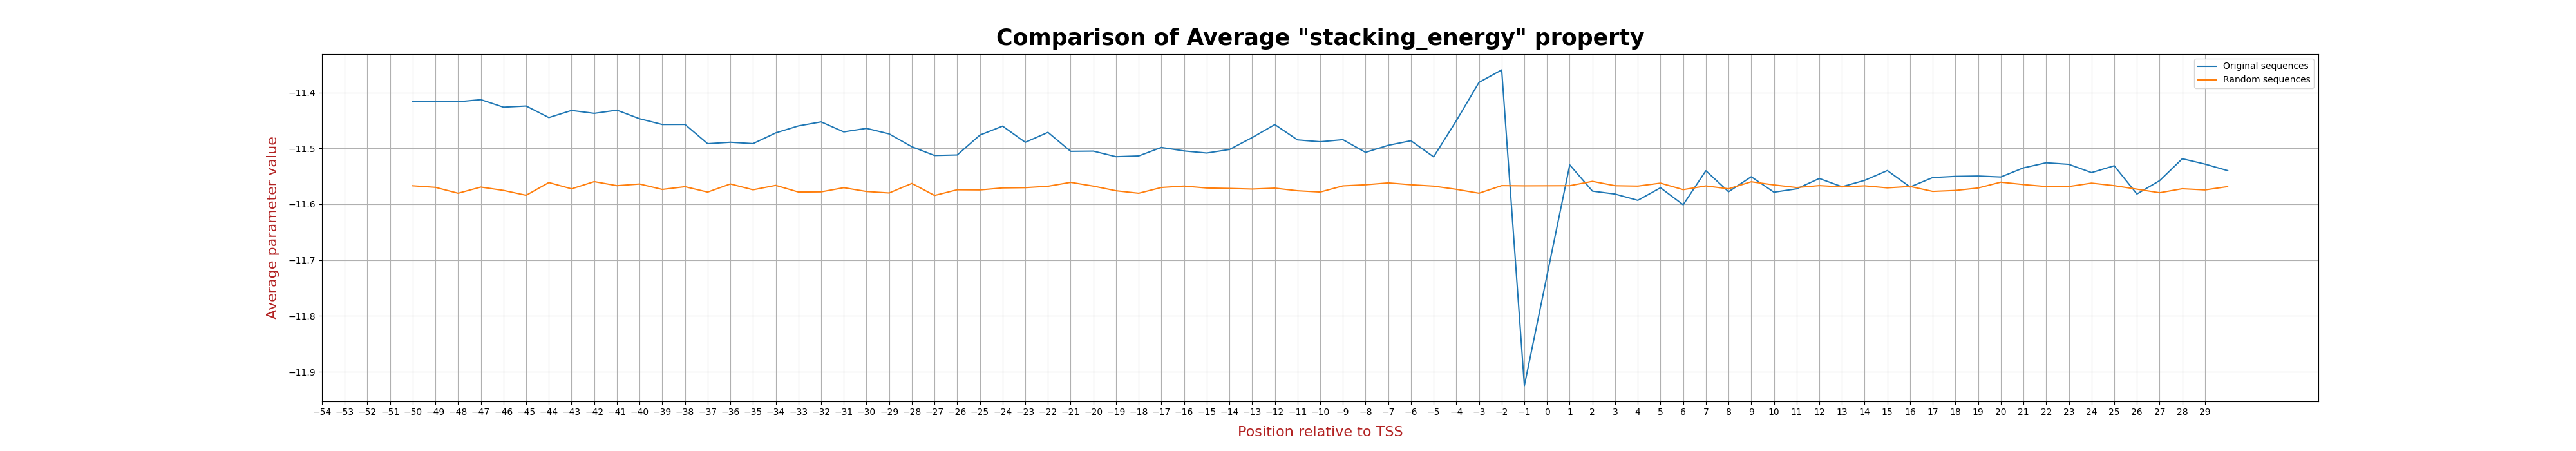 Comparison of Average "stacking_energy" property
Original sequences
Random sequences
Average parameter value
−11.4
−11.5
−11.6
−11.7
−11.8
−11.9
−54 −53 −52 −51 −50 −49 −48 −47 −46 −45 −44 −43 −42 −41 −40 −39 −38 −37 −36 −35 −34 −33 −32 −31 −30 −29 −28 −27 −26 −25 −24 −23 −22 −21 −20 −19 −18 −17 −16 −15 −14 −13 −12 −11 −10 −9 −8 −7 −6 −5 −4 −3 −2 −1 0 1 2 3 4 5 6 7 8 9 10 11 12 13 14 15 16 17 18 19 20 21 22 23 24 25 26 27 28 29
Position relative to TSS